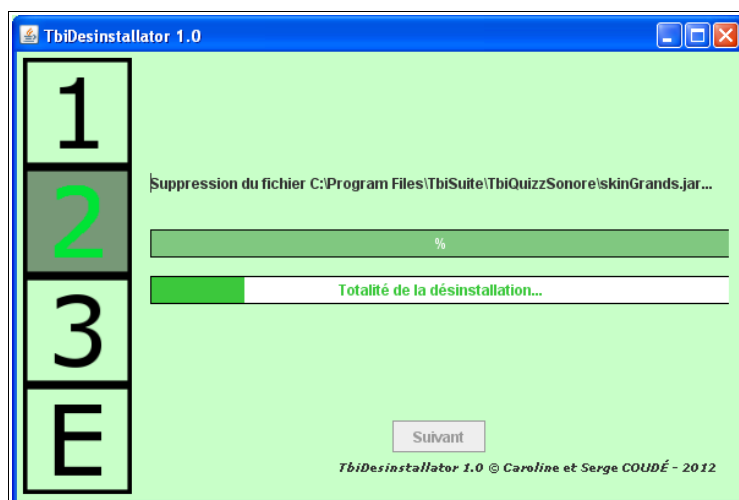 TbiDesinstallator 1.0
1
2
3
E
Suppression du fichier C:\Program Files\TbiSuite\TbiQuizzSonore\skinGrands.jar...
%
Totalité de la désinstallation...
Suivant
TbiDesinstallator 1.0 © Caroline et Serge COUDÉ - 2012